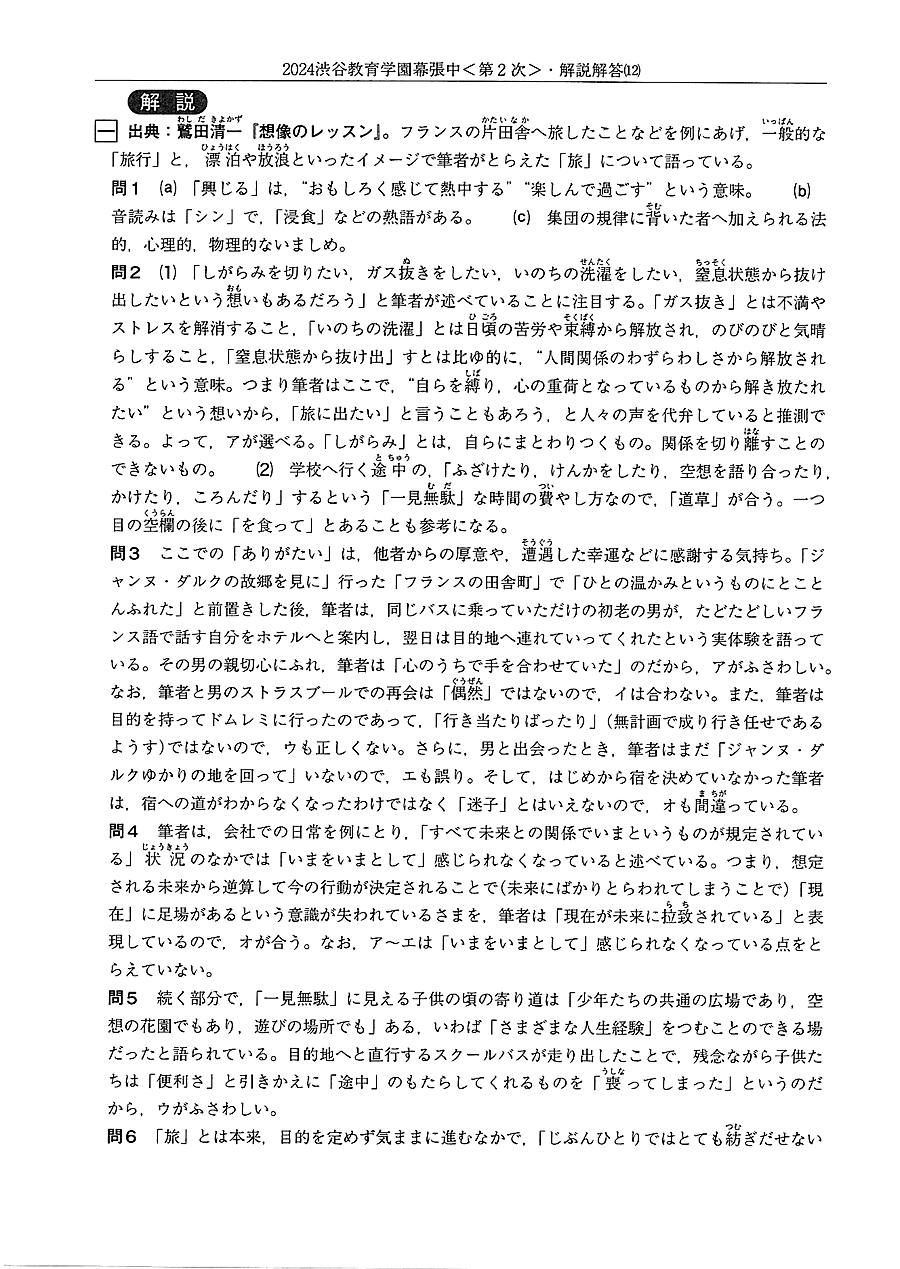 2024渋谷教育学園幕張中＜第2次＞・解説解答⑿
解説
一 出典：鷲田清一『想像のレッスン』。フランスの片田舎へ旅したことなどを例にあげ，一般的な
「旅行」と，漂泊や放浪といったイメージで筆者がとらえた「旅」について語っている。
問1 (a) 「興じる」は，“おもしろく感じて熱中する”“楽しんで過ごす”という意味。 (b)
音読みは「シン」で，「浸食」などの熟語がある。 (c) 集団の規律に背いた者へ加えられる法
的，心理的，物理的ないましめ。
問2 (1) 「しがらみを切りたい，ガス抜きをしたい，いのちの洗濯をしたい，窒息状態から抜け
出したいという想いもあるだろう」と筆者が述べていることに注目する。「ガス抜き」とは不満や
ストレスを解消すること，「いのちの洗濯」とは日頃の苦労や束縛から解放され，のびのびと気晴
らしすること，「窒息状態から抜け出」すとは比ゆ的に，“人間関係のわずらわしさから解放され
る”という意味。つまり筆者はここで，“自らを縛り，心の重荷となっているものから解き放たれ
たい”という想いから，「旅に出たい」と言うこともあろう，と人々の声を代弁していると推測で
きる。よって，アが選べる。「しがらみ」とは，自らにまとわりつくもの。関係を切り離すことの
できないもの。 (2) 学校へ行く途中の，「ふざけたり，けんかをしたり，空想を語り合ったり，
かけたり，ころんだり」するという「一見無駄」な時間の費やし方なので，「道草」が合う。一つ
目の空欄の後に「を食って」とあることも参考になる。
問3 ここでの「ありがたい」は，他者からの厚意や，遭遇した幸運などに感謝する気持ち。「ジ
ャンヌ・ダルクの故郷を見に」行った「フランスの田舎町」で「ひとの温かみというものにとこと
んふれた」と前置きした後，筆者は，同じバスに乗っていただけの初老の男が，たどたどしいフラ
ンス語で話す自分をホテルへと案内し，翌日は目的地へ連れていってくれたという実体験を語って
いる。その男の親切心にふれ，筆者は「心のうちで手を合わせていた」のだから，アがふさわしい。
なお，筆者と男のストラスブールでの再会は「偶然」ではないので，イは合わない。また，筆者は
目的を持ってドムレミに行ったのであって，「行き当たりばったり」(無計画で成り行き任せである
ようす)ではないので，ウも正しくない。さらに，男と出会ったとき，筆者はまだ「ジャンヌ・ダ
ルクゆかりの地を回って」いないので，エも誤り。そして，はじめから宿を決めていなかった筆者
は，宿への道がわからなくなったわけではなく「迷子」とはいえないので，オも間違っている。
問4 筆者は，会社での日常を例にとり，「すべて未来との関係でいまというものが規定されてい
る」状況のなかでは「いまをいまとして」感じられなくなっていると述べている。つまり，想定
される未来から逆算して今の行動が決定されることで(未来にばかりとらわれてしまうことで)「現
在」に足場があるという意識が失われているさまを，筆者は「現在が未来に拉致されている」と表
現しているので，オが合う。なお，ア～エは「いまをいまとして」感じられなくなっている点をと
らえていない。
問5 続く部分で，「一見無駄」に見える子供の頃の寄り道は「少年たちの共通の広場であり，空
想の花園でもあり，遊びの場所でも」ある，いわば「さまざまな人生経験」をつむことのできる場
だったと語られている。目的地へと直行するスクールバスが走り出したことで，残念ながら子供た
ちは「便利さ」と引きかえに「途中」のもたらしてくれるものを「喪ってしまった」というのだ
から，ウがふさわしい。
問6 「旅」とは本来，目的を定めず気ままに進むなかで，「じぶんひとりではとても紡ぎだせない